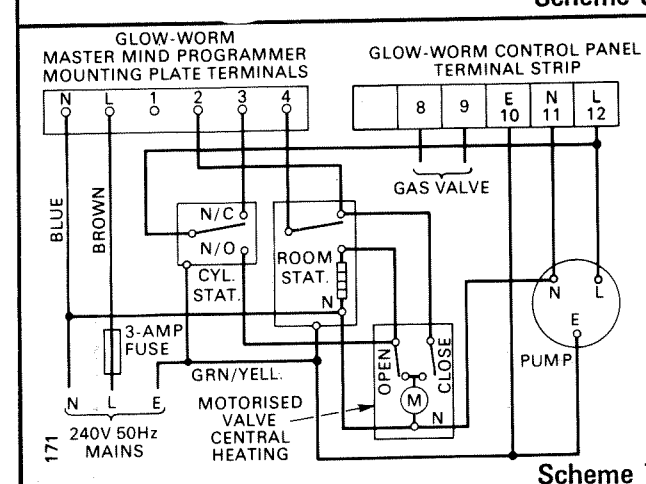 GLOW-WORM
MASTER MIND PROGRAMMER
MOUNTING PLATE TERMINALS
N L 1 2 3 4
GLOW-WORM CONTROL PANEL
TERMINAL STRIP
8 9 E 10 N 11 L 12
GAS VALVE
BLUE
BROWN
N/C
N/O
CYL.
STAT.
ROOM
STAT.
N
3-AMP
FUSE
GRN/YELL.
N L E
240V 50Hz
MAINS
171
MOTORISED
VALVE
CENTRAL
HEATING
OPEN
CLOSE
M
N
N L
E
PUMP
Scheme